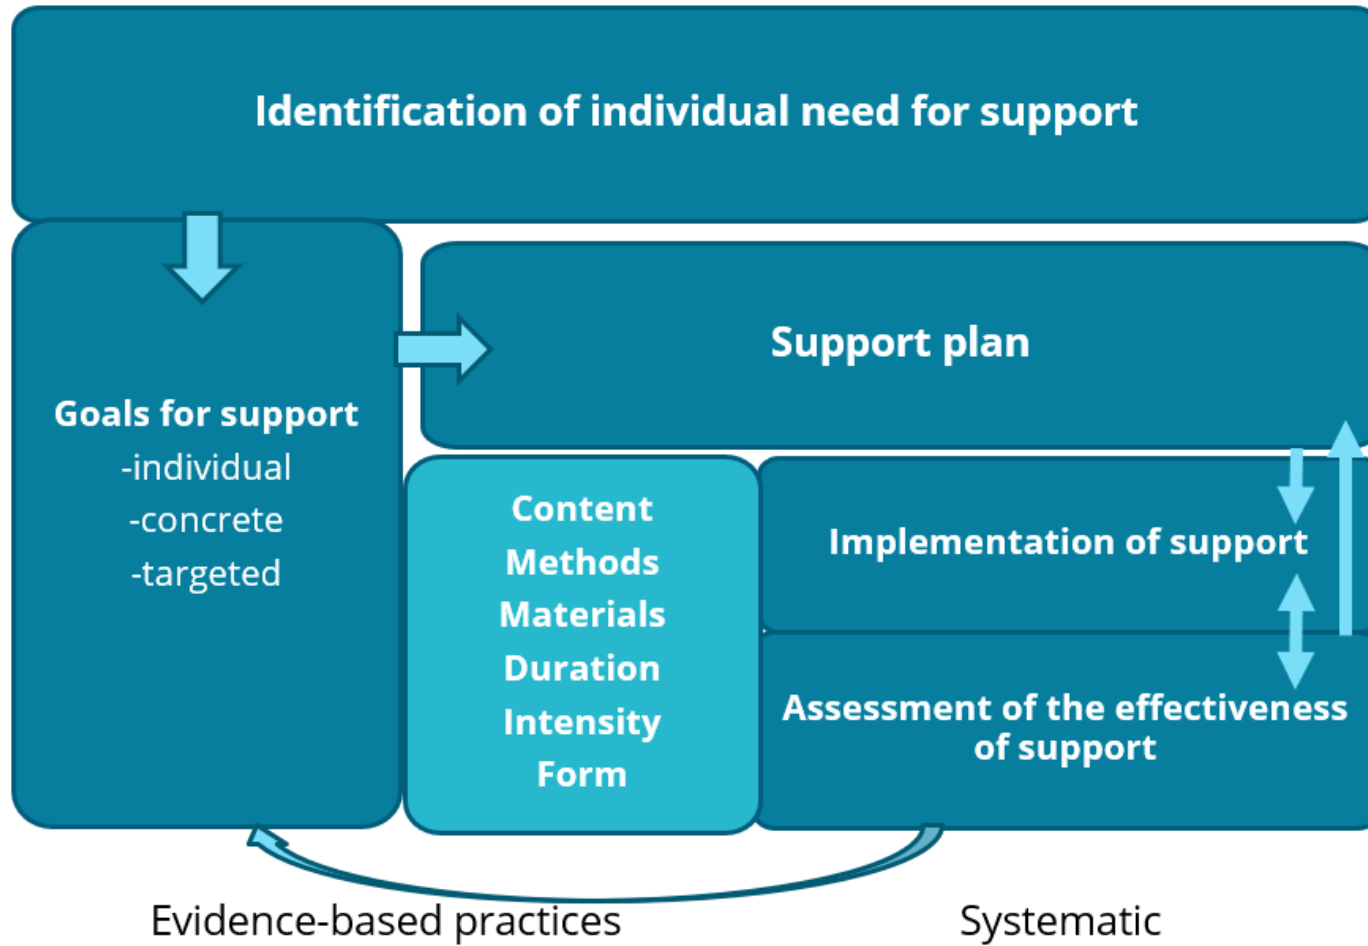 Identification of individual need for support
Goals for support
-individual
-concrete
-targeted
Support plan
Content
Methods
Materials
Duration
Intensity
Form
Implementation of support
Assessment of the effectiveness
of support
Evidence-based practices
Systematic